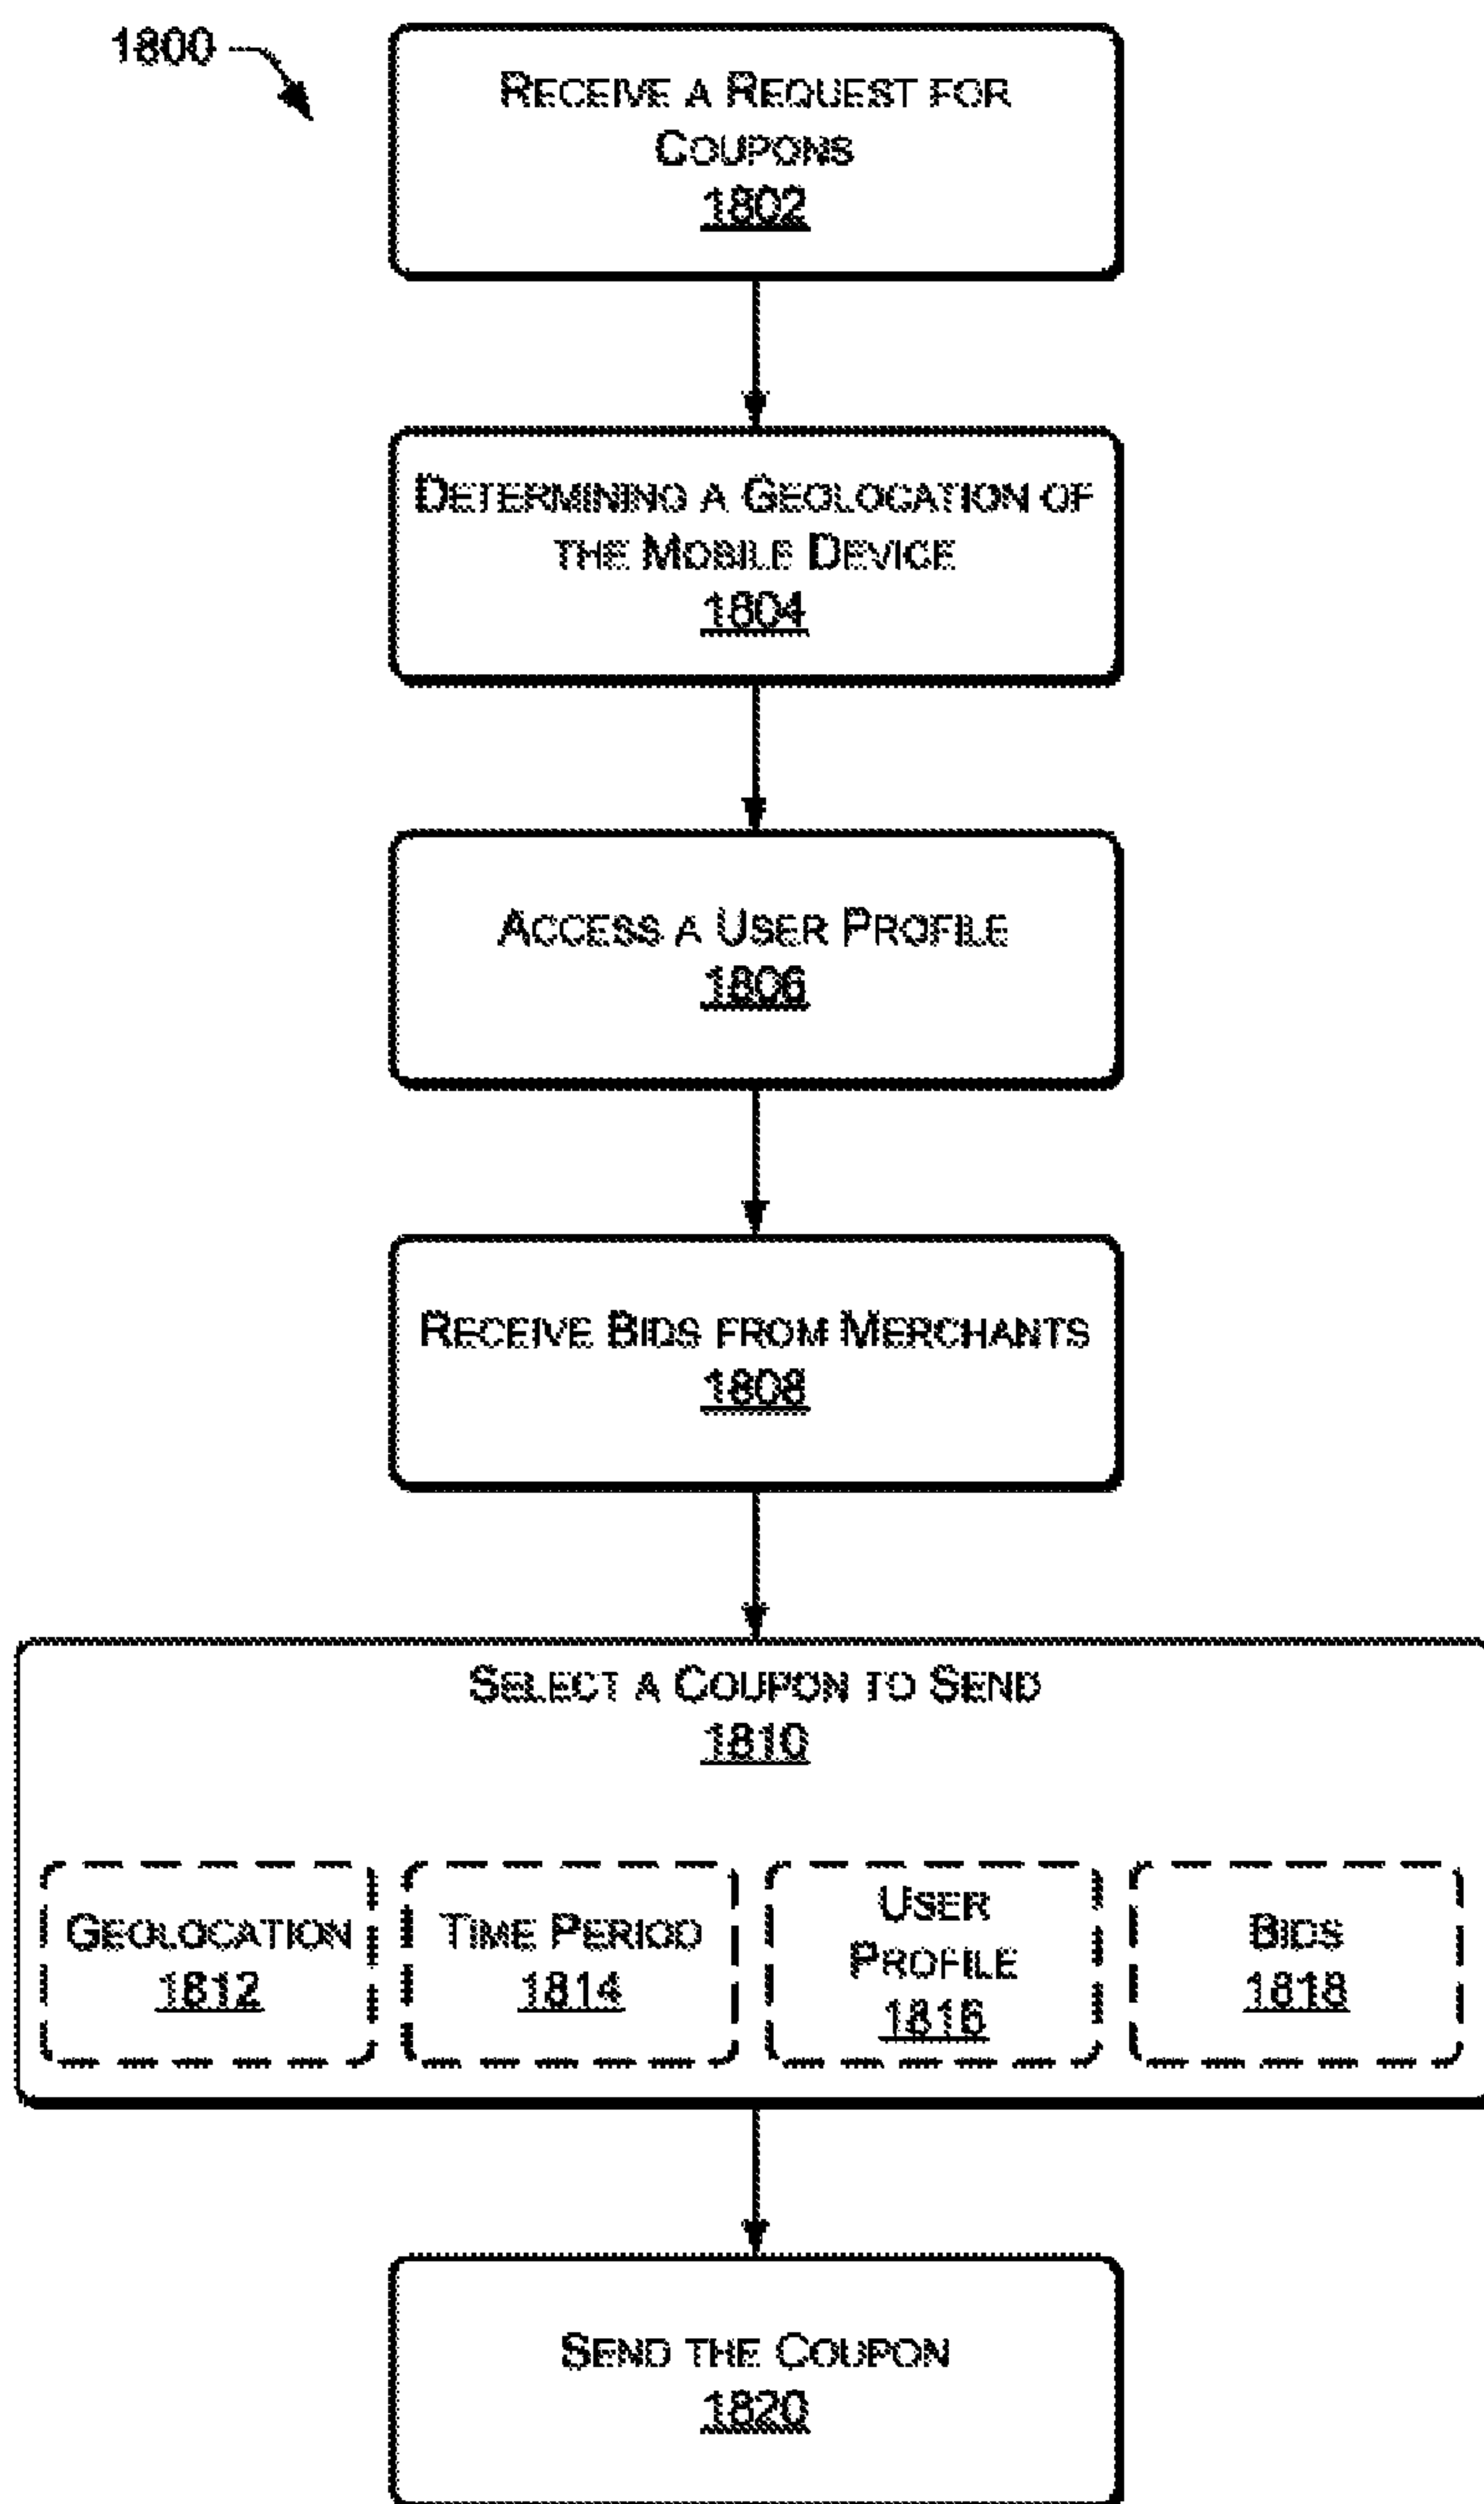 1800
RECEIVE A REQUEST FOR
COUPONS
1802
DETERMINING A GEOLOCATION OF
THE MOBILE DEVICE
1804
ACCESS A USER PROFILE
1806
RECEIVE BIDS FROM MERCHANTS
1808
SELECT A COUPON TO SEND
1810
GEOLOCATION
1812
TIME PERIOD
1814
USER
PROFILE
1816
BIDS
1818
SEND THE COUPON
1820